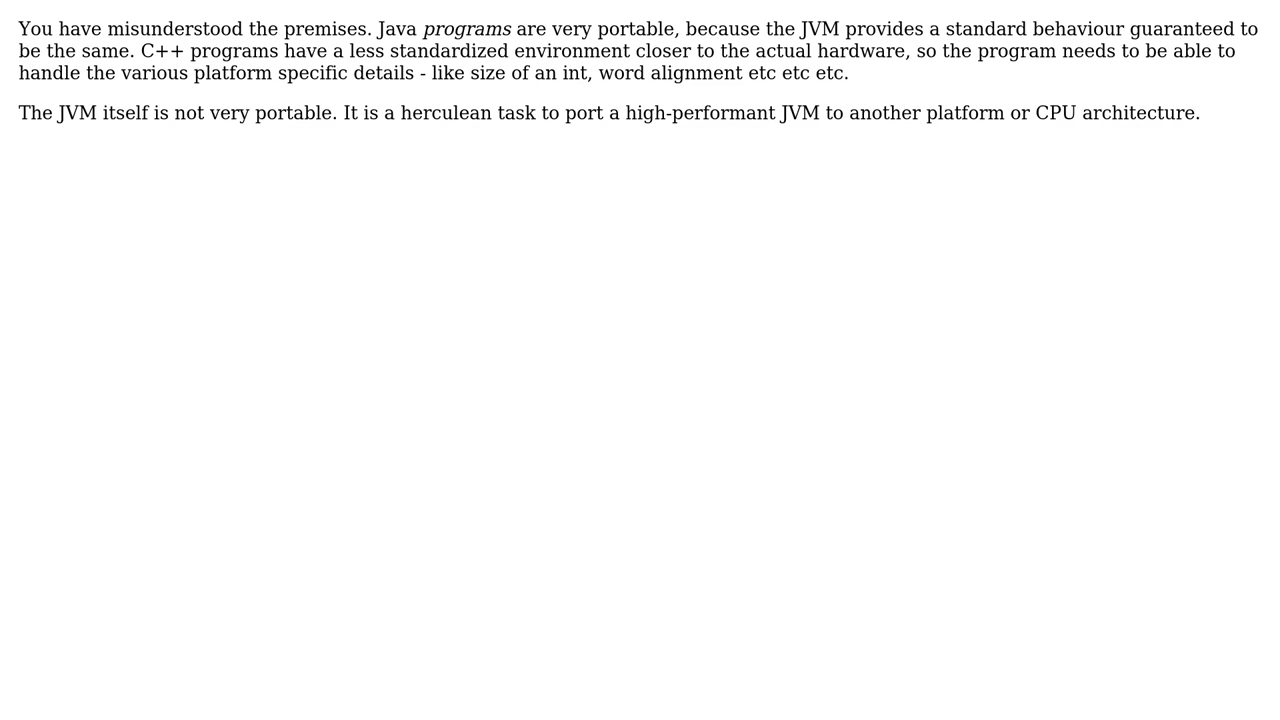 You have misunderstood the premises. Java programs are very portable, because the JVM provides a standard behaviour guaranteed to
be the same. C++ programs have a less standardized environment closer to the actual hardware, so the program needs to be able to
handle the various platform specific details - like size of an int, word alignment etc etc etc.
The JVM itself is not very portable. It is a herculean task to port a high-performant JVM to another platform or CPU architecture.